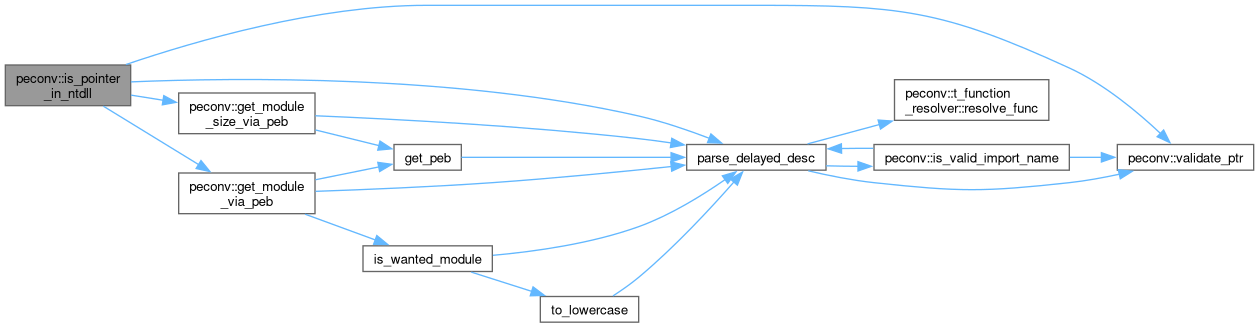 peconv::is_pointer
_in_ntdll
peconv::get_module
_size_via_peb
peconv::get_module
_via_peb
get_peb
is_wanted_module
to_lowercase
parse_delayed_desc
peconv::t_function
_resolver::resolve_func
peconv::is_valid_import_name
peconv::validate_ptr